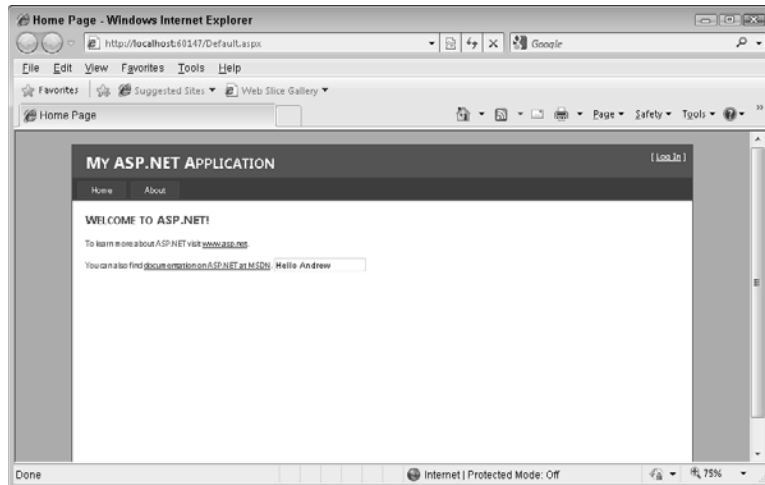 Home Page - Windows Internet Explorer
http://localhost:60147/Default.aspx
Google
File Edit View Favorites Tools Help
Favorites Suggested Sites Web Slice Gallery
Home Page
Page Safety Tools
MY ASP.NET APPLICATION
[ Log In ]
Home About
WELCOME TO ASP.NET!
To learn more about ASP.NET visit www.asp.net.
You can also find documentation on ASP.NET at MSDN. Hello Andrew
Done
Internet | Protected Mode: Off
75%